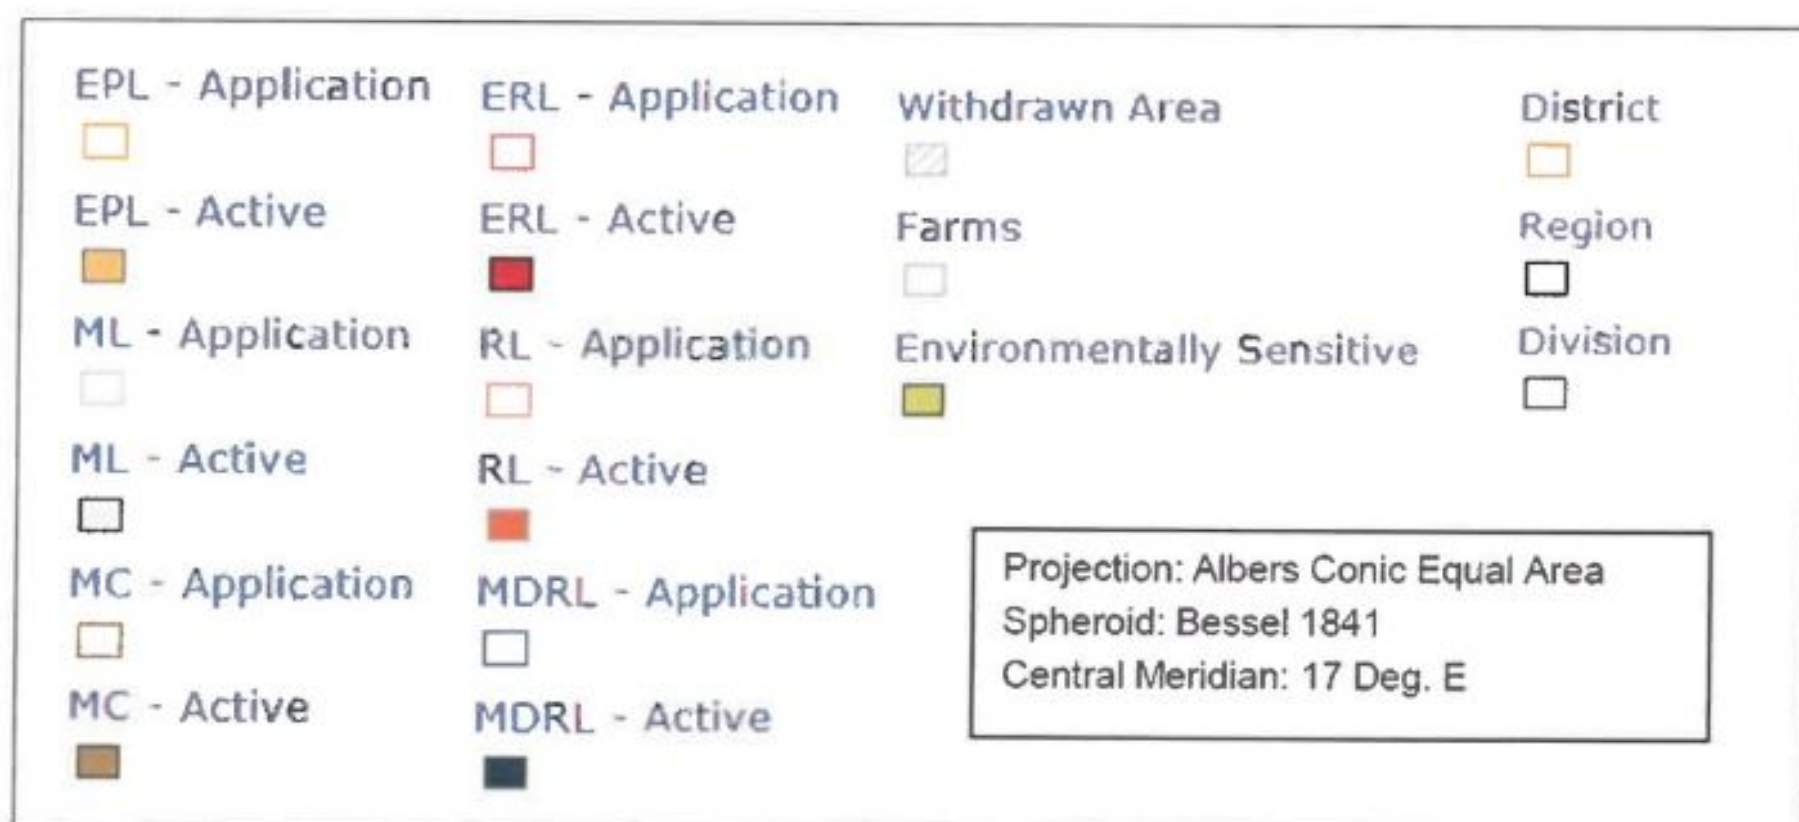 EPL - Application
EPL - Active
ML - Application
ML - Active
MC - Application
MC - Active
ERL - Application
ERL - Active
RL - Application
RL - Active
MDRL - Application
MDRL - Active
Withdrawn Area
Farms
Environmentally Sensitive
District
Region
Division
Projection: Albers Conic Equal Area
Spheroid: Bessel 1841
Central Meridian: 17 Deg. E